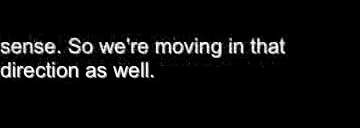 sense. So we're moving in that
direction as well.